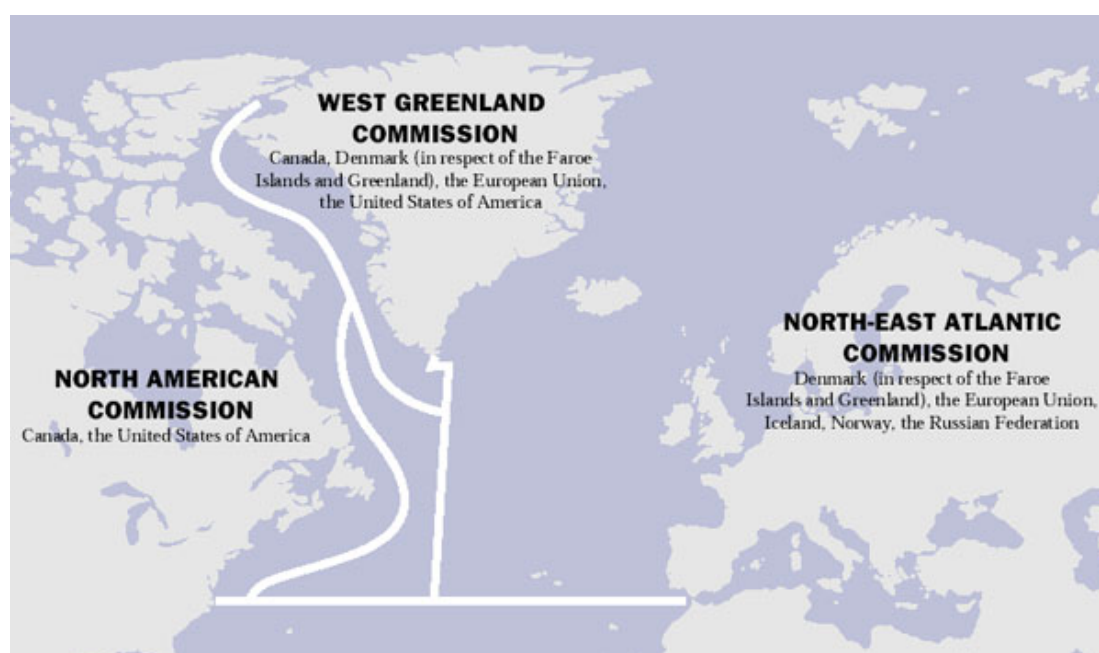 WEST GREENLAND
COMMISSION
Canada, Denmark (in respect of the Faroe
Islands and Greenland), the European Union,
the United States of America
NORTH-EAST ATLANTIC
COMMISSION
Denmark (in respect of the Faroe
Islands and Greenland), the European Union,
Iceland, Norway, the Russian Federation
NORTH AMERICAN
COMMISSION
Canada, the United States of America